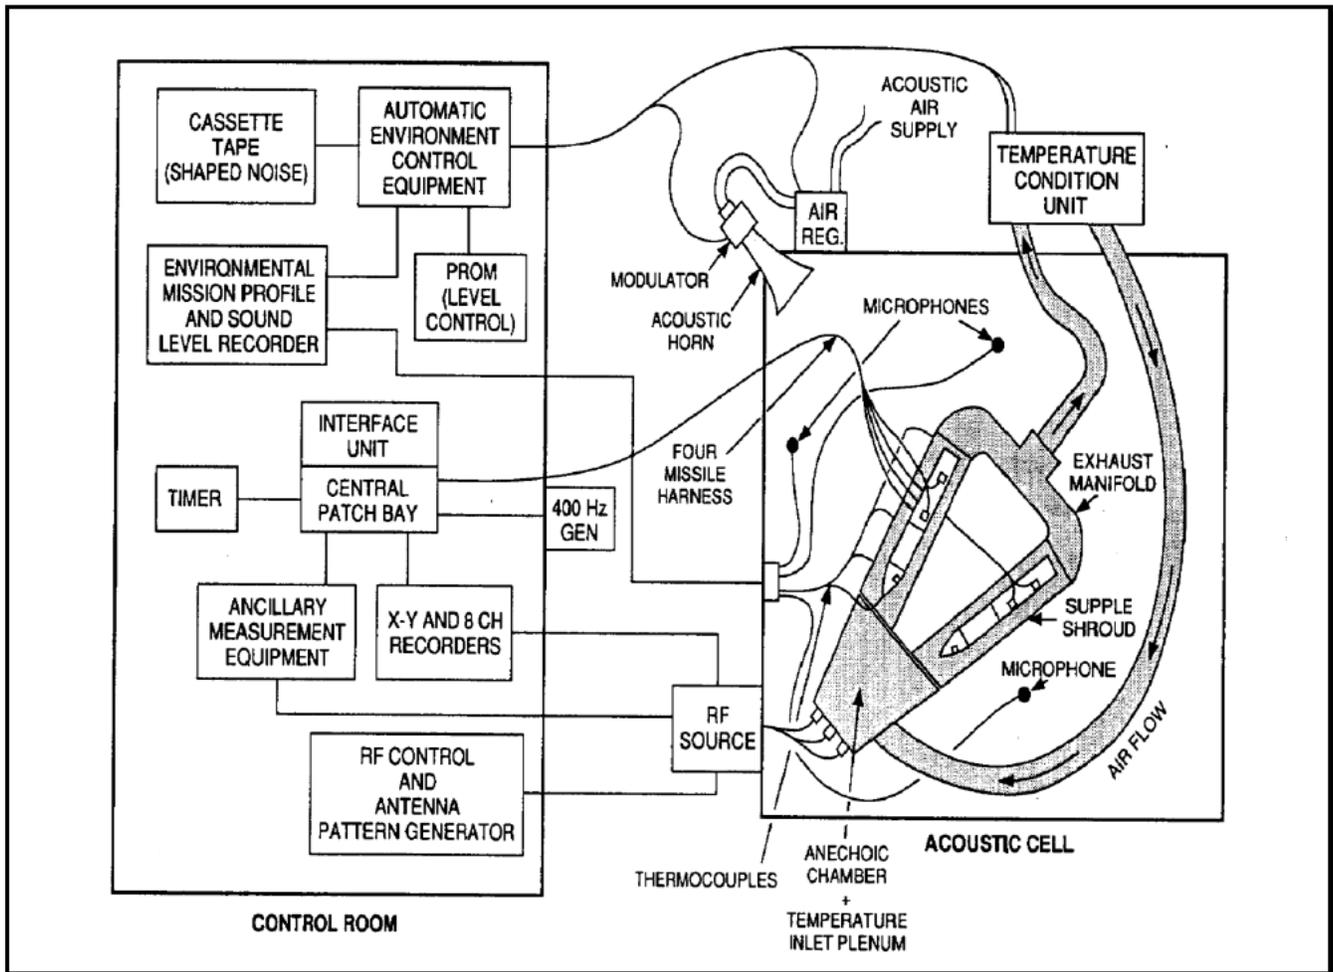 CASSETTE
TAPE
(SHAPED NOISE)
AUTOMATIC
ENVIRONMENT
CONTROL
EQUIPMENT
ENVIRONMENTAL
MISSION PROFILE
AND SOUND
LEVEL RECORDER
PROM
(LEVEL
CONTROL)
INTERFACE
UNIT
TIMER
CENTRAL
PATCH BAY
400 Hz
GEN
ANCILLARY
MEASUREMENT
EQUIPMENT
X-Y AND 8 CH
RECORDERS
RF
SOURCE
RF CONTROL
AND
ANTENNA
PATTERN GENERATOR
CONTROL ROOM
ACOUSTIC
AIR
SUPPLY
TEMPERATURE
CONDITION
UNIT
AIR
REG.
MODULATOR
ACOUSTIC
HORN
MICROPHONES
FOUR
MISSILE
HARNESS
EXHAUST
MANIFOLD
SUPPLE
SHROUD
MICROPHONE
AIR FLOW
THERMOCOUPLES
ANECHOIC
CHAMBER
+
TEMPERATURE
INLET PLENUM
ACOUSTIC CELL